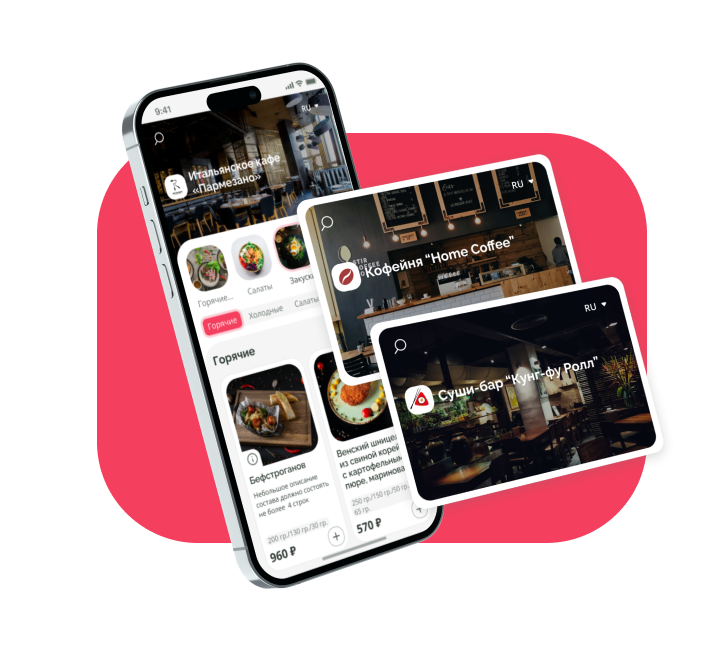 9:41
RU
Итальянское кафе
«Пармезано»
Горячие...
Салаты
Закуски
Горячие
Холодные
Салаты
Горячие
Бефстроганов
Небольшое описание
состава должно состоять
не более 4 строк
200 гр./130 гр./30 гр.
960 ₽
Венский шницель
из свиной корей
с картофельным
пюре, маринова
250 гр./150 гр./50 гр.
65 гр.
570 ₽
RU
Кофейня “Home Coffee”
RU
Суши-бар “Кунг-фу Ролл”